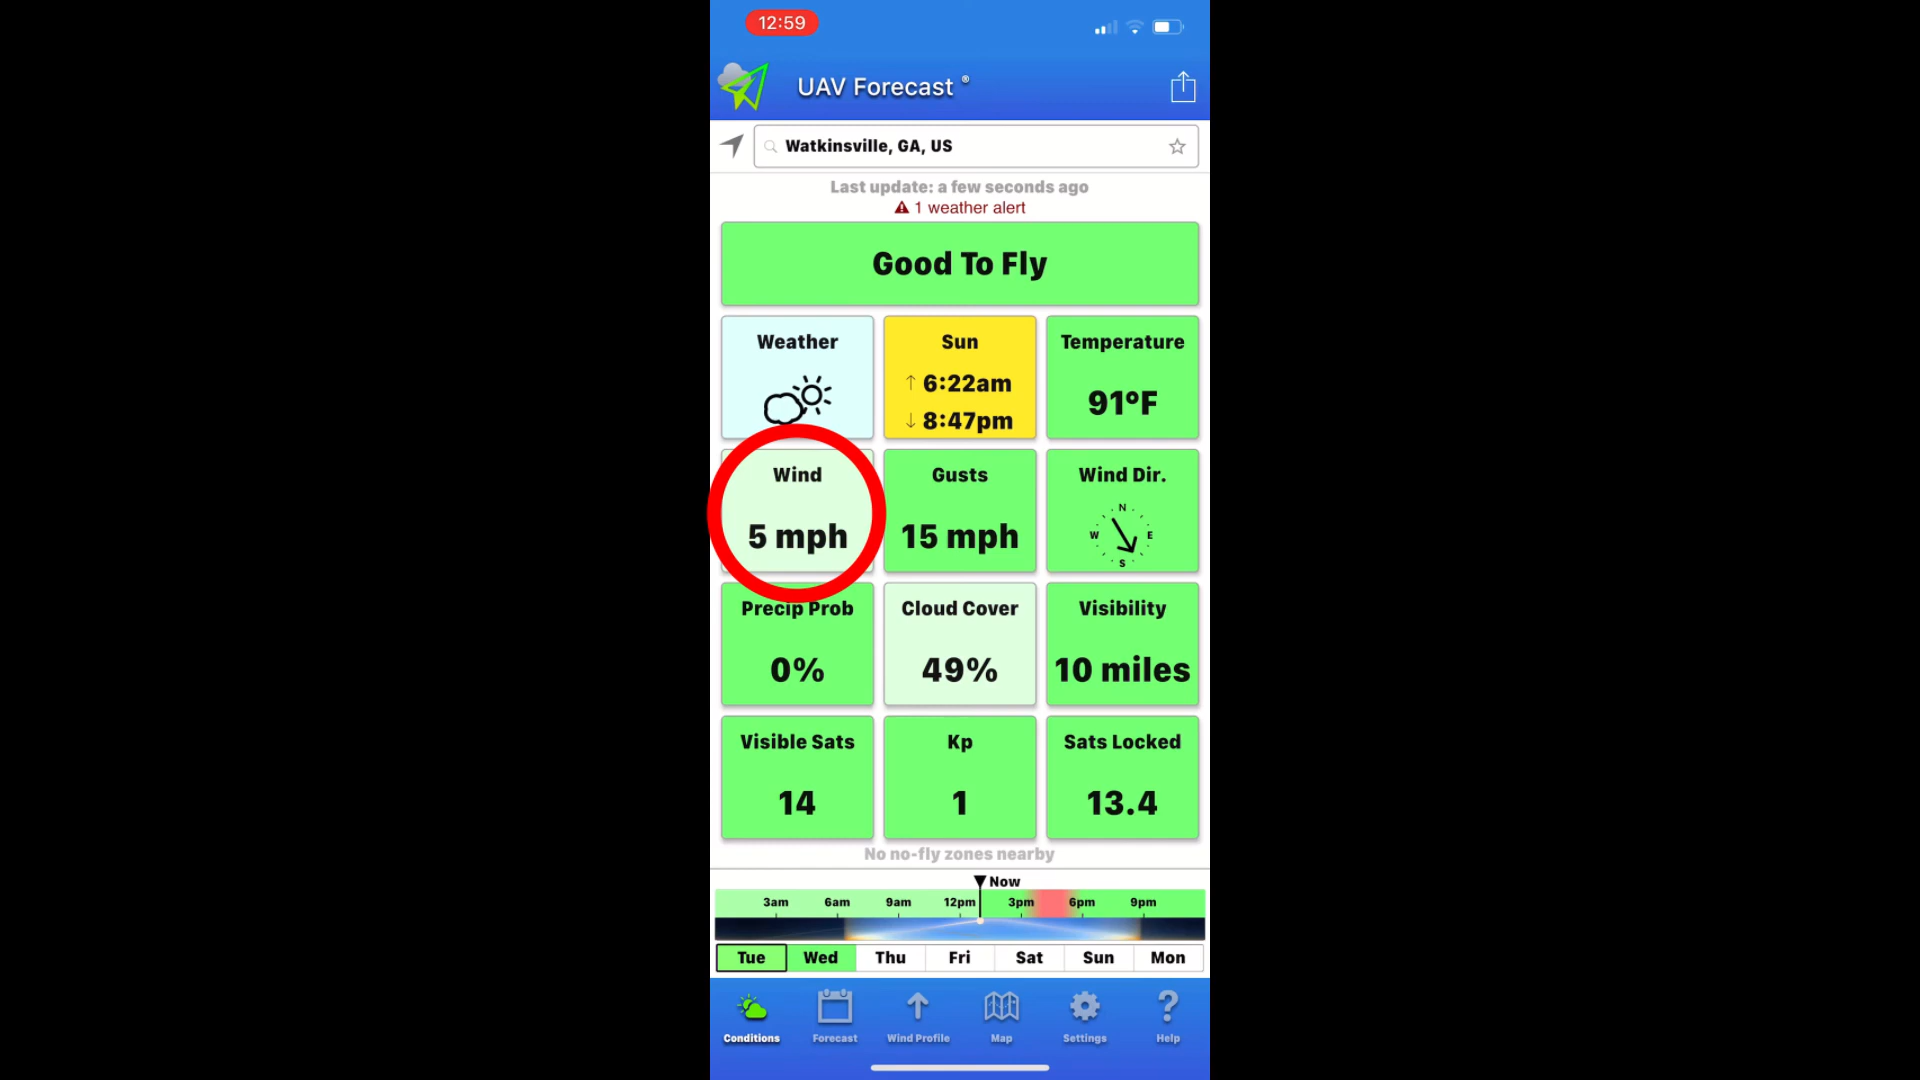 12:59
UAV Forecast ®
Watkinsville, GA, US
Last update: a few seconds ago
1 weather alert
Good To Fly
Weather
Sun
↑ 6:22am
↓ 8:47pm
Temperature
91°F
Wind
5 mph
Gusts
15 mph
Wind Dir.
N
W E
S
Precip Prob
0%
Cloud Cover
49%
Visibility
10 miles
Visible Sats
14
Kp
1
Sats Locked
13.4
No no-fly zones nearby
Now
3am 6am 9am 12pm 3pm 6pm 9pm
Tue Wed Thu Fri Sat Sun Mon
Conditions Forecast Wind Profile Map Settings Help